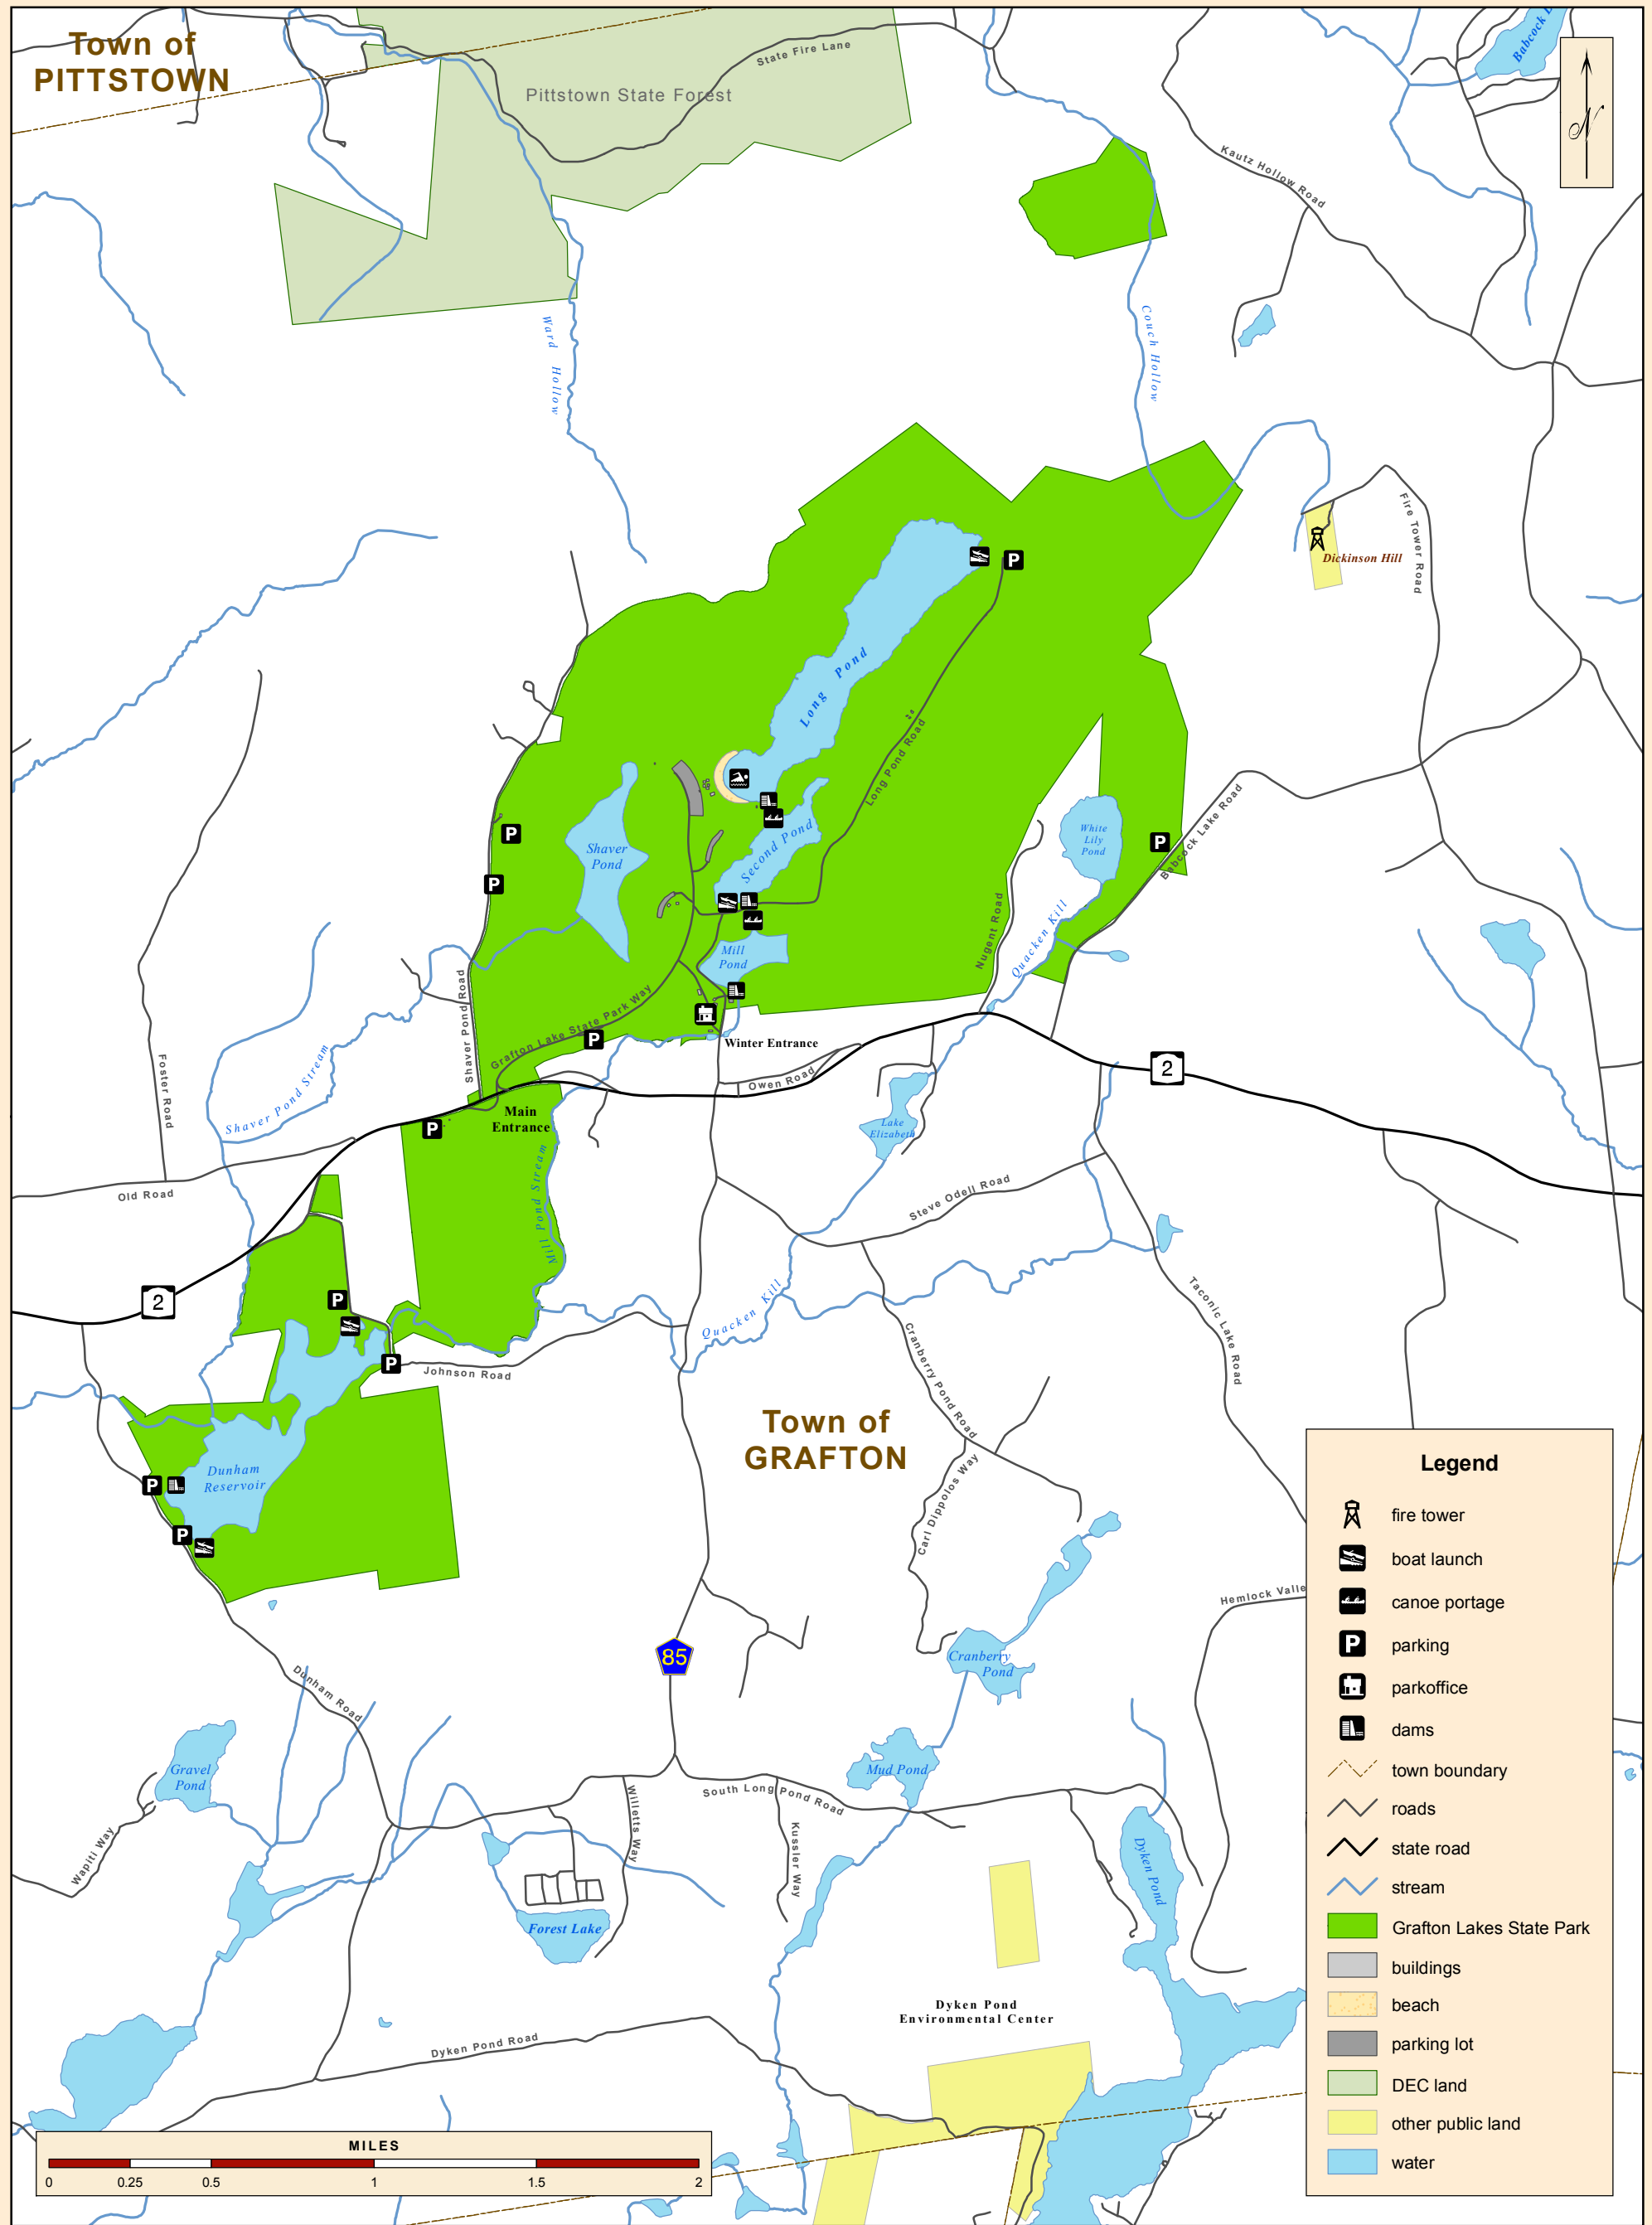 Town of
PITTSTOWN
Pittstown State Forest
State Fire Lane
Kautz Hollow Road
Ward Hollow
Couch Hollow
N
Fire Tower Road
Dickinson Hill
Long Pond
Long Pond Road
Shaver
Pond
Second Pond
White
Lily
Pond
P
P
P
P
Babcock Lake Road
Nugent Road
Quacken Kill
Mill
Pond
Shaver Pond Road
Grafton Lake State Park Way
P
Winter Entrance
Owen Road
2
Foster Road
Shaver Pond Stream
Main
Entrance
P
Lake
Elizabeth
Mill Pond Stream
Old Road
Steve Odell Road
2
P
P
Quacken Kill
Taconic Lake Road
Johnson Road
Cranberry Pond Road
Town of
GRAFTON
Carl Dippolos Way
Dunham
Reservoir
P
P
Dunham Road
85
Cranberry
Pond
Hemlock Valle
Gravel
Pond
Mud Pond
South Long Pond Road
Willetts Way
Kussler Way
Wapiti Way
Dyken Pond
Forest Lake
Dyken Pond
Environmental Center
Dyken Pond Road
Legend
fire tower
boat launch
canoe portage
P parking
parkoffice
dams
town boundary
roads
state road
stream
Grafton Lakes State Park
buildings
beach
parking lot
DEC land
other public land
water
MILES
0 0.25 0.5 1 1.5 2